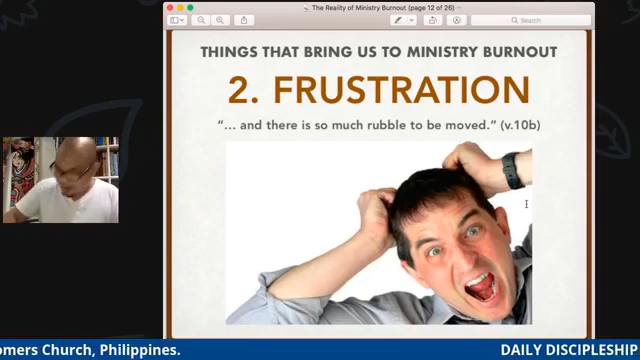 The Reality of Ministry Burnout (page 12 of 26)
Search
THINGS THAT BRING US TO MINISTRY BURNOUT
2. FRUSTRATION
“... and there is so much rubble to be moved.” (v.10b)
omers Church, Philippines.
DAILY DISCIPLESHIP